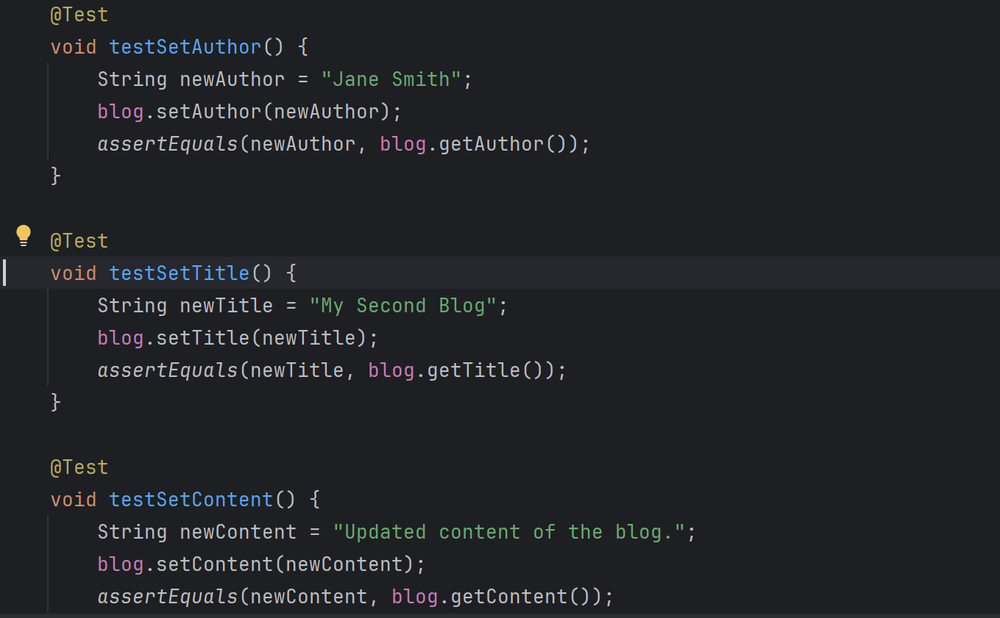 @Test
void testSetAuthor() {
    String newAuthor = "Jane Smith";
    blog.setAuthor(newAuthor);
    assertEquals(newAuthor, blog.getAuthor());
}

@Test
void testSetTitle() {
    String newTitle = "My Second Blog";
    blog.setTitle(newTitle);
    assertEquals(newTitle, blog.getTitle());
}

@Test
void testSetContent() {
    String newContent = "Updated content of the blog.";
    blog.setContent(newContent);
    assertEquals(newContent, blog.getContent());